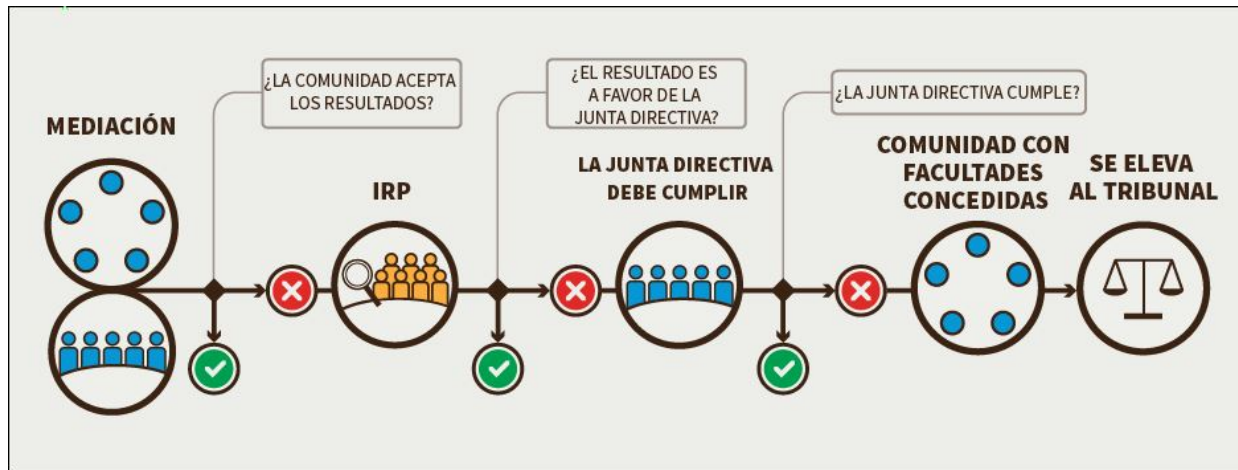 ¿LA COMUNIDAD ACEPTA
LOS RESULTADOS?
¿EL RESULTADO ES
A FAVOR DE LA
JUNTA DIRECTIVA?
¿LA JUNTA DIRECTIVA CUMPLE?
MEDIACIÓN
IRP
LA JUNTA DIRECTIVA
DEBE CUMPLIR
COMUNIDAD CON
FACULTADES
CONCEDIDAS
SE ELEVA
AL TRIBUNAL